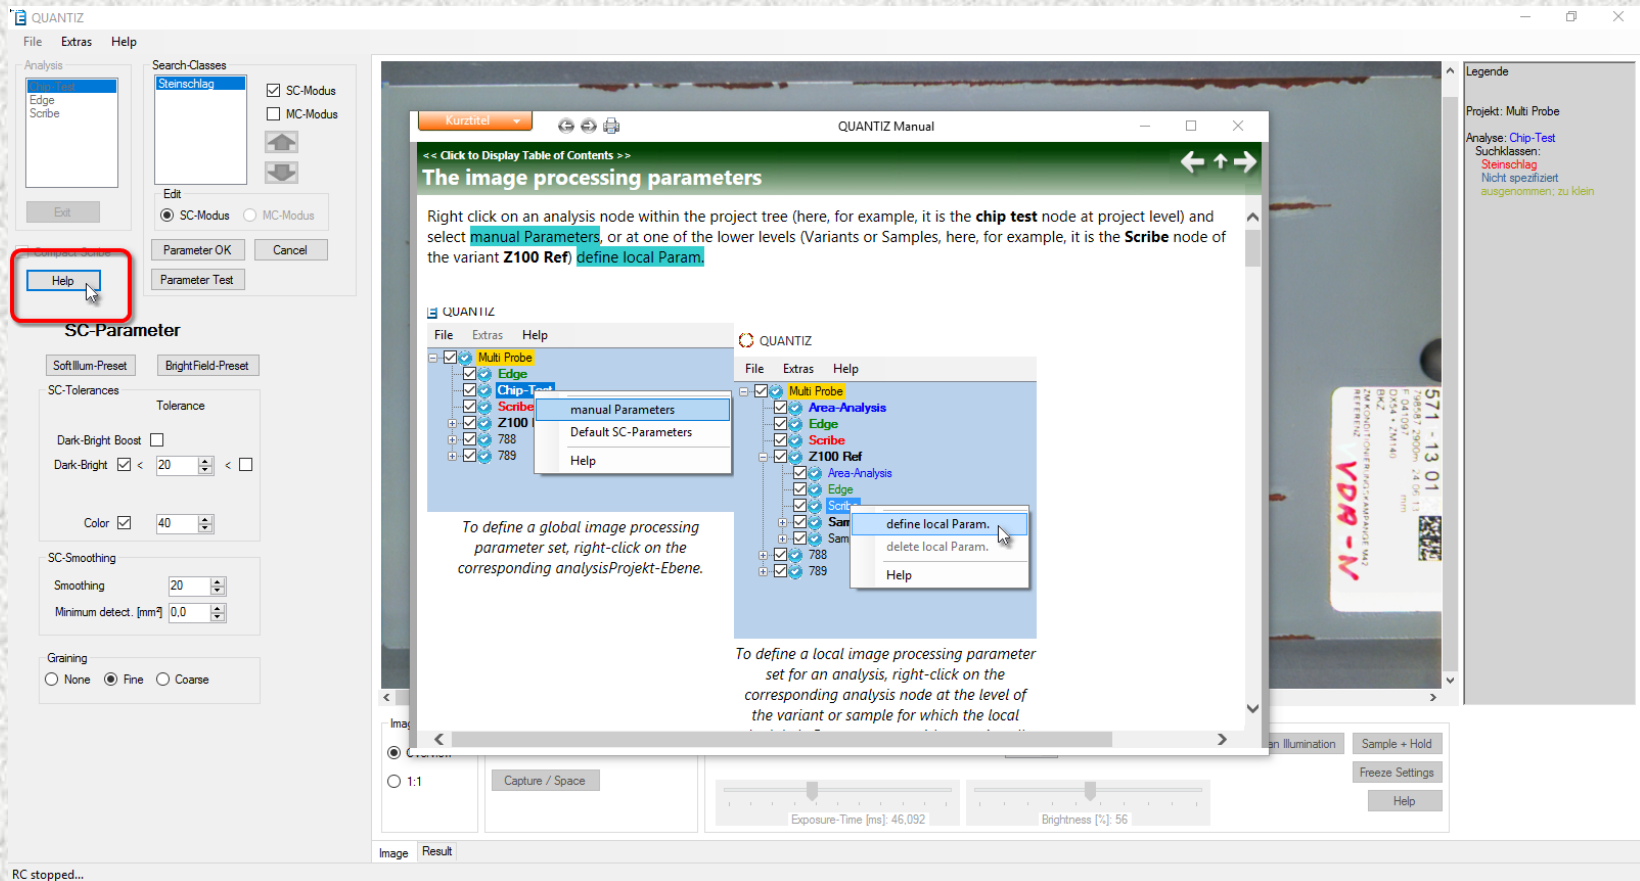 QUANTIZ
File Extras Help
Analysis
Chip-Test
Edge
Scribe
Exit
Search-Classes
Steinschlag
SC-Modus
MC-Modus
Edit
SC-Modus MC-Modus
Compact Scribe
Parameter OK Cancel
Help
Parameter Test
SC-Parameter
SoftIllum-Preset BrightField-Preset
SC-Tolerances
Tolerance
Dark-Bright Boost
Dark-Bright < 20 <
Color 40
SC-Smoothing
Smoothing 20
Minimum detect. [mm²] 0,0
Graining
None Fine Coarse
RC stopped...
Kurztitel
QUANTIZ Manual
<< Click to Display Table of Contents >>
The image processing parameters
Right click on an analysis node within the project tree (here, for example, it is the chip test node at project level) and
select manual Parameters, or at one of the lower levels (Variants or Samples, here, for example, it is the Scribe node of
the variant Z100 Ref) define local Param.
QUANTIZ
File Extras Help
Multi Probe
Edge
Chip-Test
Scribe
Z100
788
789
manual Parameters
Default SC-Parameters
Help
To define a global image processing
parameter set, right-click on the
corresponding analysisProjekt-Ebene.
QUANTIZ
File Extras Help
Multi Probe
Area-Analysis
Edge
Scribe
Z100 Ref
Area-Analysis
Edge
Scribe
Sam
Sam
788
789
define local Param.
delete local Param.
Help
To define a local image processing parameter
set for an analysis, right-click on the
corresponding analysis node at the level of
the variant or sample for which the local
571 - 13 01
VDA - N
Legende
Projekt: Multi Probe
Analyse: Chip-Test
Suchklassen:
Steinschlag
Nicht spezifiziert
ausgenommen: zu klein
Imag
Overview
1:1
Capture / Space
Exposure-Time [ms]: 46,092
Brightness [%]: 56
an Illumination
Sample + Hold
Freeze Settings
Help
Image Result